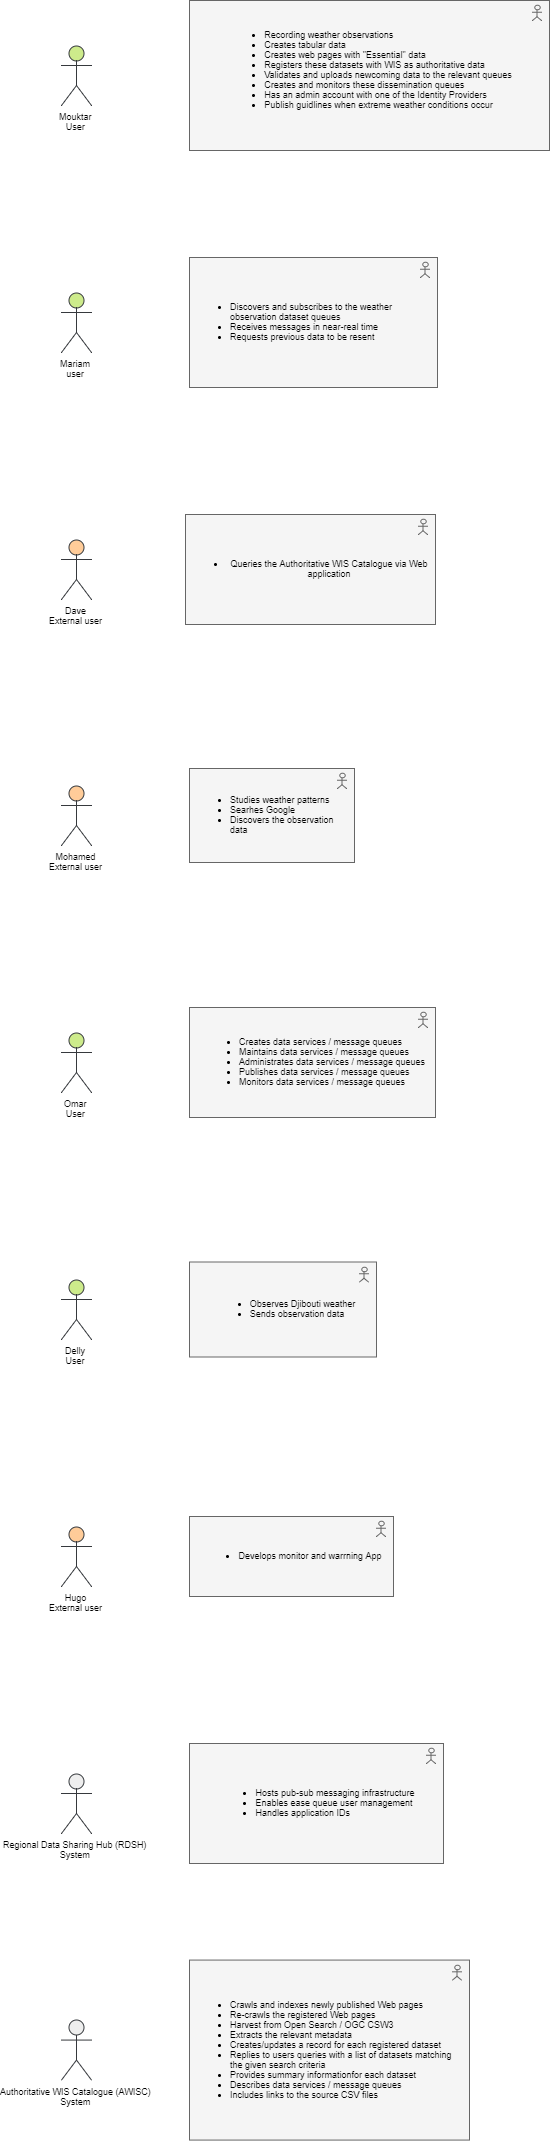 Recording weather observations
Creates tabular data
Creates web pages with "Essential" data
Registers these datasets with WIS as authoritative data
Validates and uploads newcoming data to the relevant queues
Creates and monitors these dissemination queues
Has an admin account with one of the Identity Providers
Publish guidlines when extreme weather conditions occur
Mouktar
User
Discovers and subscribes to the weather
observation dataset queues
Receives messages in near-real time
Requests previous data to be resent
Mariam
user
Queries the Authoritative WIS Catalogue via Web
application
Dave
External user
Studies weather patterns
Searhes Google
Discovers the observation
data
Mohamed
External user
Creates data services / message queues
Maintains data services / message queues
Administrates data services / message queues
Publishes data services / message queues
Monitors data services / message queues
Omar
User
Observes Djibouti weather
Sends observation data
Delly
User
Develops monitor and warrning App
Hugo
External user
Hosts pub-sub messaging infrastructure
Enables ease queue user management
Handles application IDs
Regional Data Sharing Hub (RDSH)
System
Crawls and indexes newly published Web pages
Re-crawls the registered Web pages
Harvest from Open Search / OGC CSW3
Extracts the relevant metadata
Creates/updates a record for each registered dataset
Replies to users queries with a list of datasets matching
the given search criteria
Provides summary informationfor each dataset
Describes data services / message queues
Includes links to the source CSV files
Authoritative WIS Catalogue (AWISC)
System